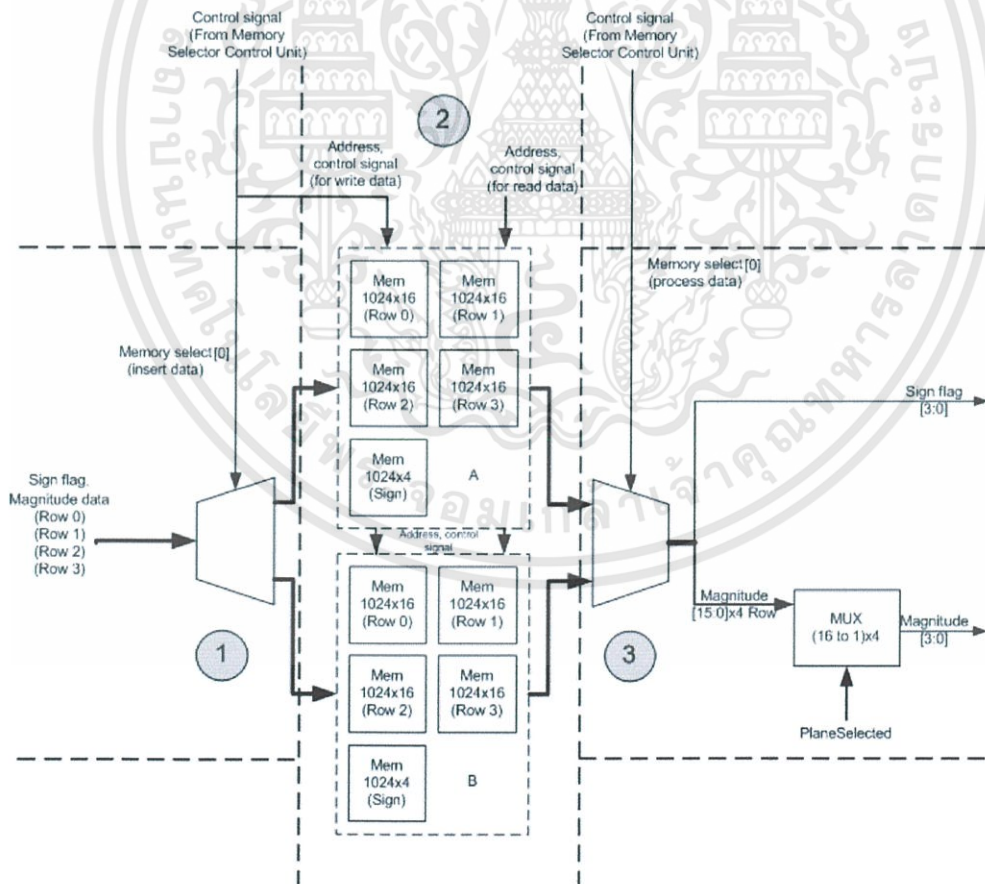 Control signal
(From Memory
Selector Control Unit)
Control signal
(From Memory
Selector Control Unit)
2
Address,
control signal
(for write data)
Address,
control signal
(for read data)
Memory select[0]
(insert data)
Memory select[0]
(process data)
Mem
1024x16
(Row 0)
Mem
1024x16
(Row 1)
Mem
1024x16
(Row 2)
Mem
1024x16
(Row 3)
Mem
1024x4
(Sign)
A
Sign flag
[3:0]
Sign flag.
Magnitude data
(Row 0)
(Row 1)
(Row 2)
(Row 3)
Address, control
signal
Mem
1024x16
(Row 0)
Mem
1024x16
(Row 1)
Mem
1024x16
(Row 2)
Mem
1024x16
(Row 3)
Mem
1024x4
(Sign)
B
1
3
Magnitude
[15:0]x4 Row
MUX
(16 to 1)x4
Magnitude
[3:0]
PlaneSelected